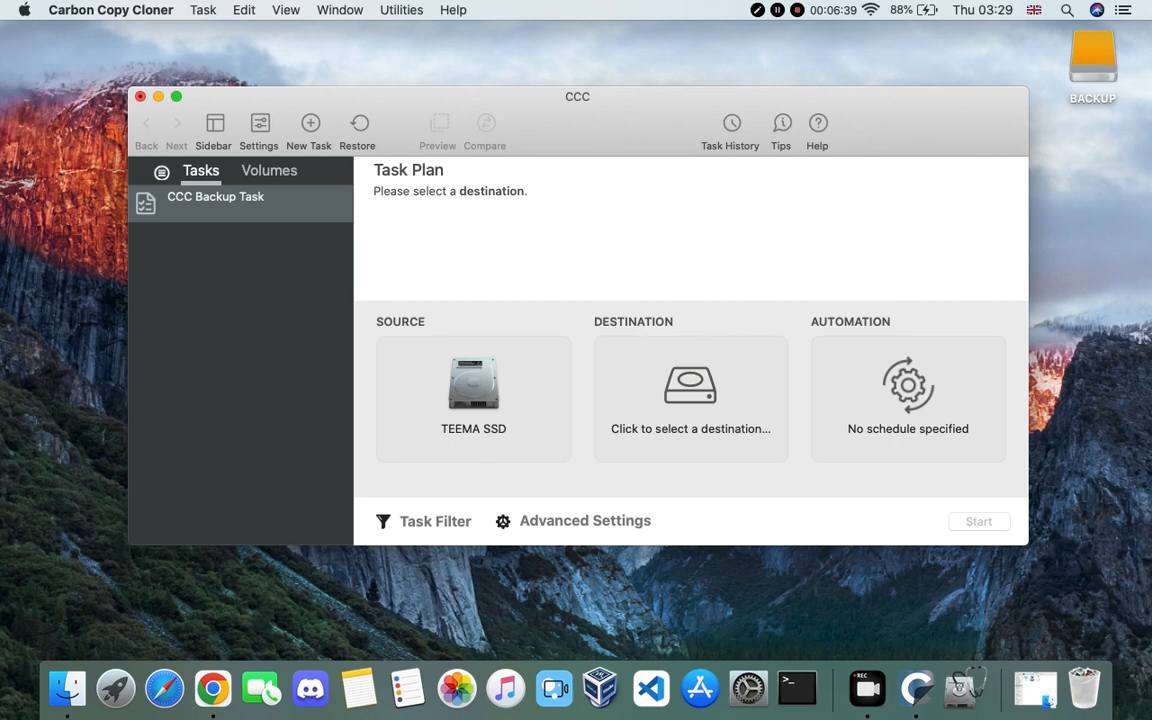 Carbon Copy Cloner Task Edit View Window Utilities Help 00:06:39 88% Thu 03:29
BACKUP
CCC
Back Next Sidebar Settings New Task Restore Preview Compare Task History Tips Help
Tasks Volumes
CCC Backup Task
Task Plan
Please select a destination.
SOURCE DESTINATION AUTOMATION
TEEMA SSD Click to select a destination... No schedule specified
Task Filter Advanced Settings Start
REC